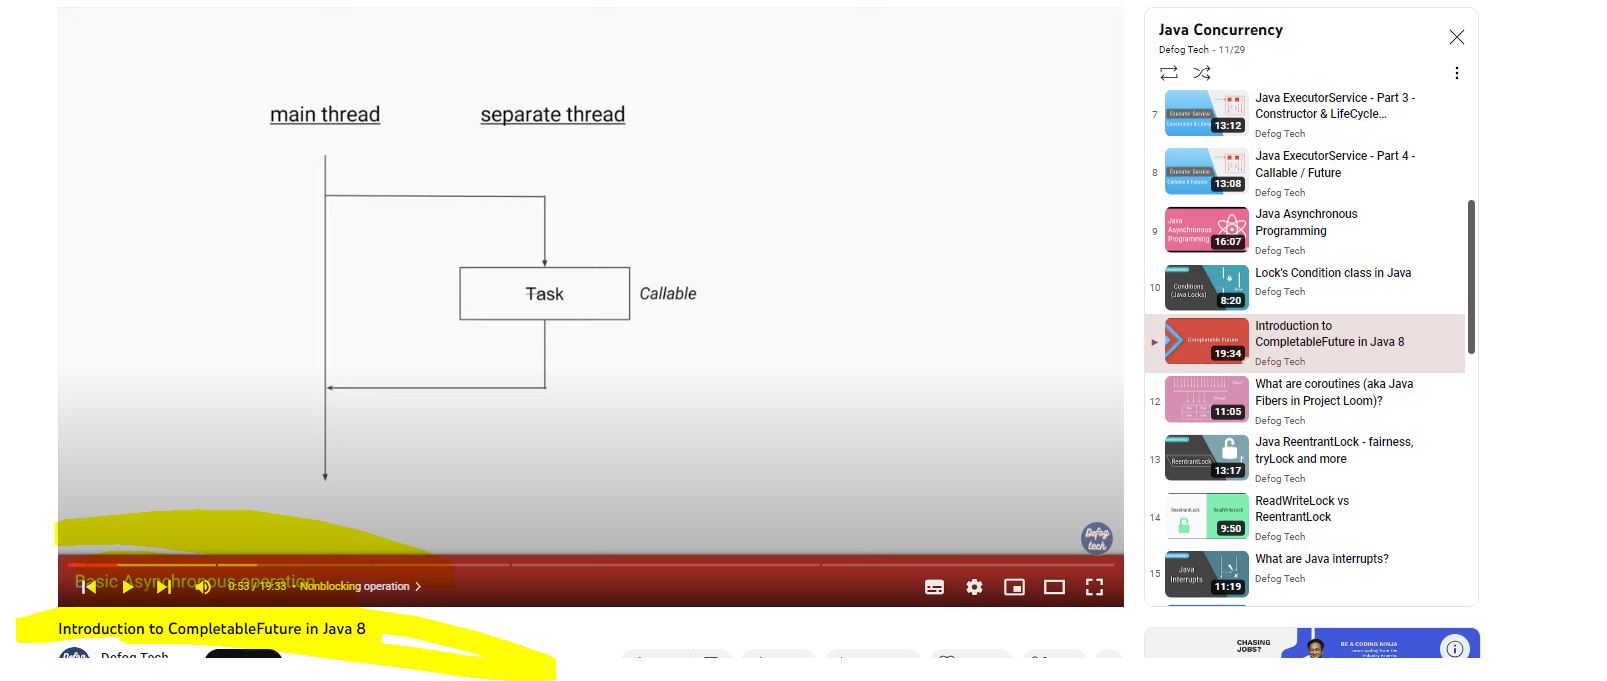 main thread
separate thread
Task
Callable
Defog
tech
Basic Asynchronous operation
0:53 / 19:33 • Nonblocking operation
Introduction to CompletableFuture in Java 8
Defog Tech
Java Concurrency
Defog Tech - 11/29
7
Executor Service
13:12
Java ExecutorService - Part 3 -
Constructor & LifeCycle...
Defog Tech
8
Executor Service
13:08
Java ExecutorService - Part 4 -
Callable / Future
Defog Tech
9
Java
Asynchronous
Programming
16:07
Java Asynchronous
Programming
Defog Tech
10
Conditions
(Java Locks)
8:20
Lock's Condition class in Java
Defog Tech
Completable Future
19:34
Introduction to
CompletableFuture in Java 8
Defog Tech
12
11:05
What are coroutines (aka Java
Fibers in Project Loom)?
Defog Tech
13
ReentrantLock
13:17
Java ReentrantLock - fairness,
tryLock and more
Defog Tech
14
ReentrantLock
ReadWriteLock
9:50
ReadWriteLock vs
ReentrantLock
Defog Tech
15
Java
Interrupts
11:19
What are Java interrupts?
Defog Tech
CHASING
JOBS?
BE A CODING NINJA